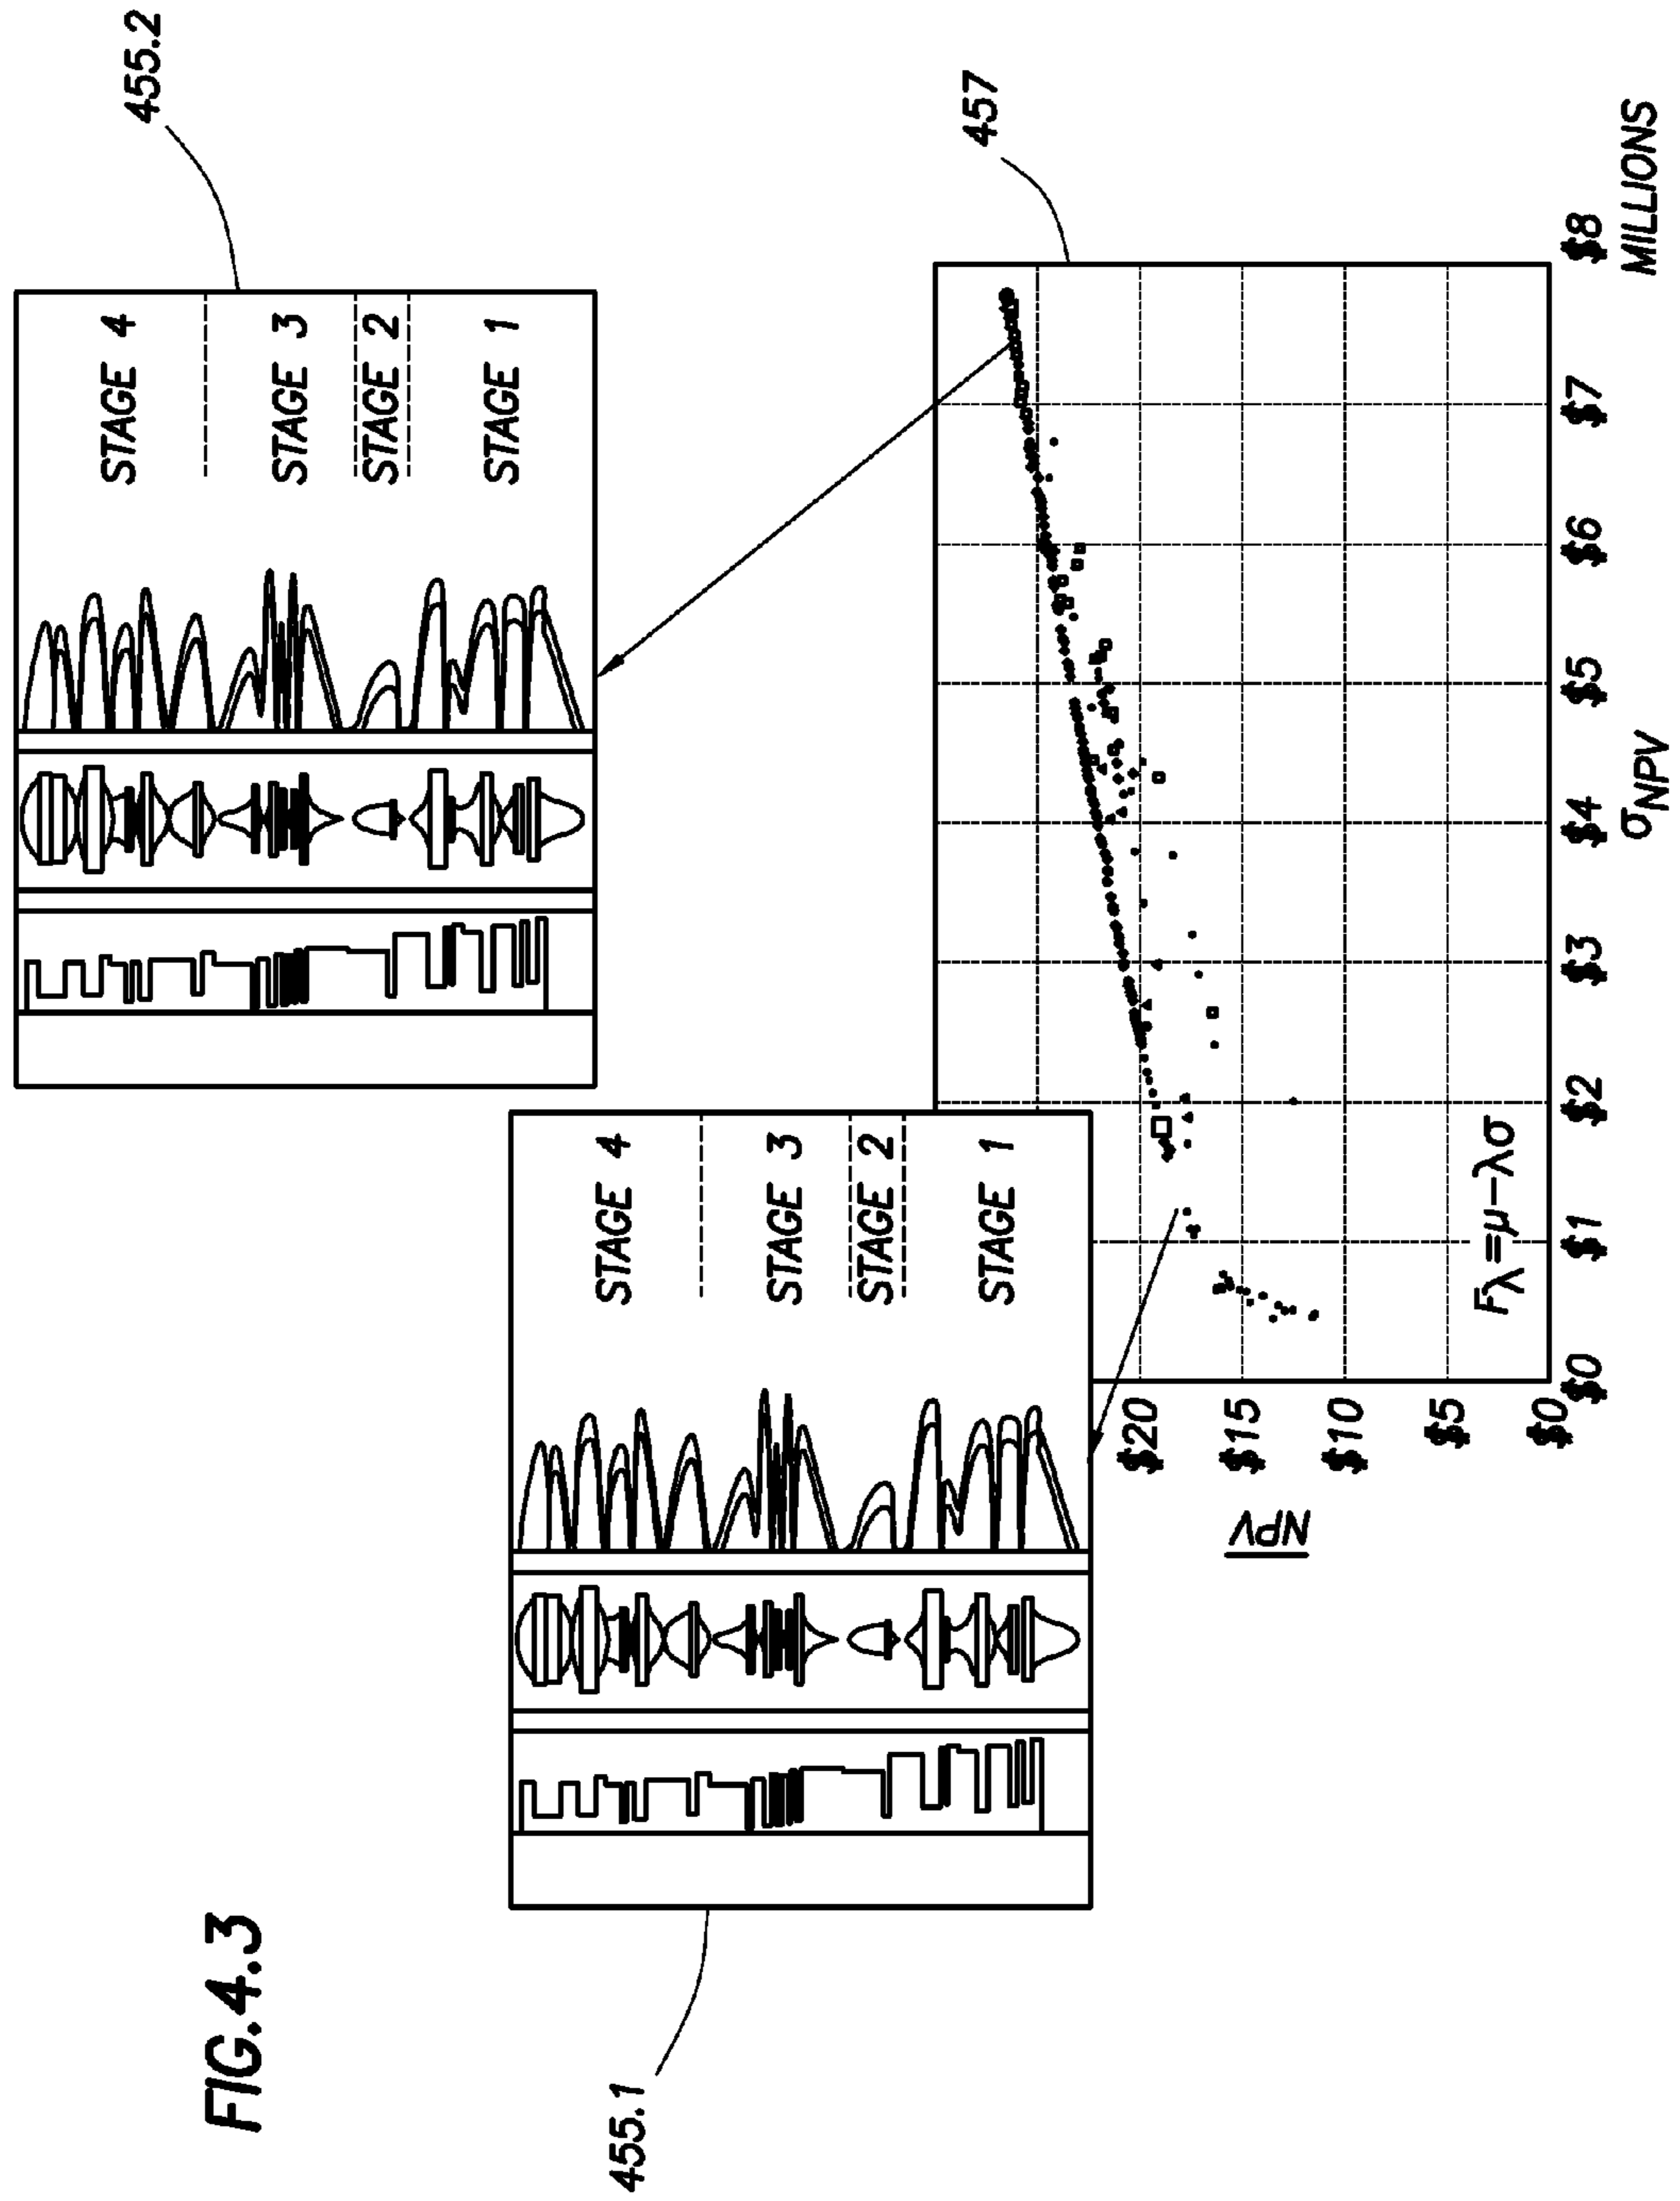 FIG.4.3
455.1
STAGE 4
STAGE 3
STAGE 2
STAGE 1
455.2
STAGE 4
STAGE 3
STAGE 2
STAGE 1
457
NPV
$20
$15
$10
$5
$0
$0
$1
$2
$3
$4
$5
$6
$7
$8
Fλ=μ-λσ
σNPV
MILLIONS